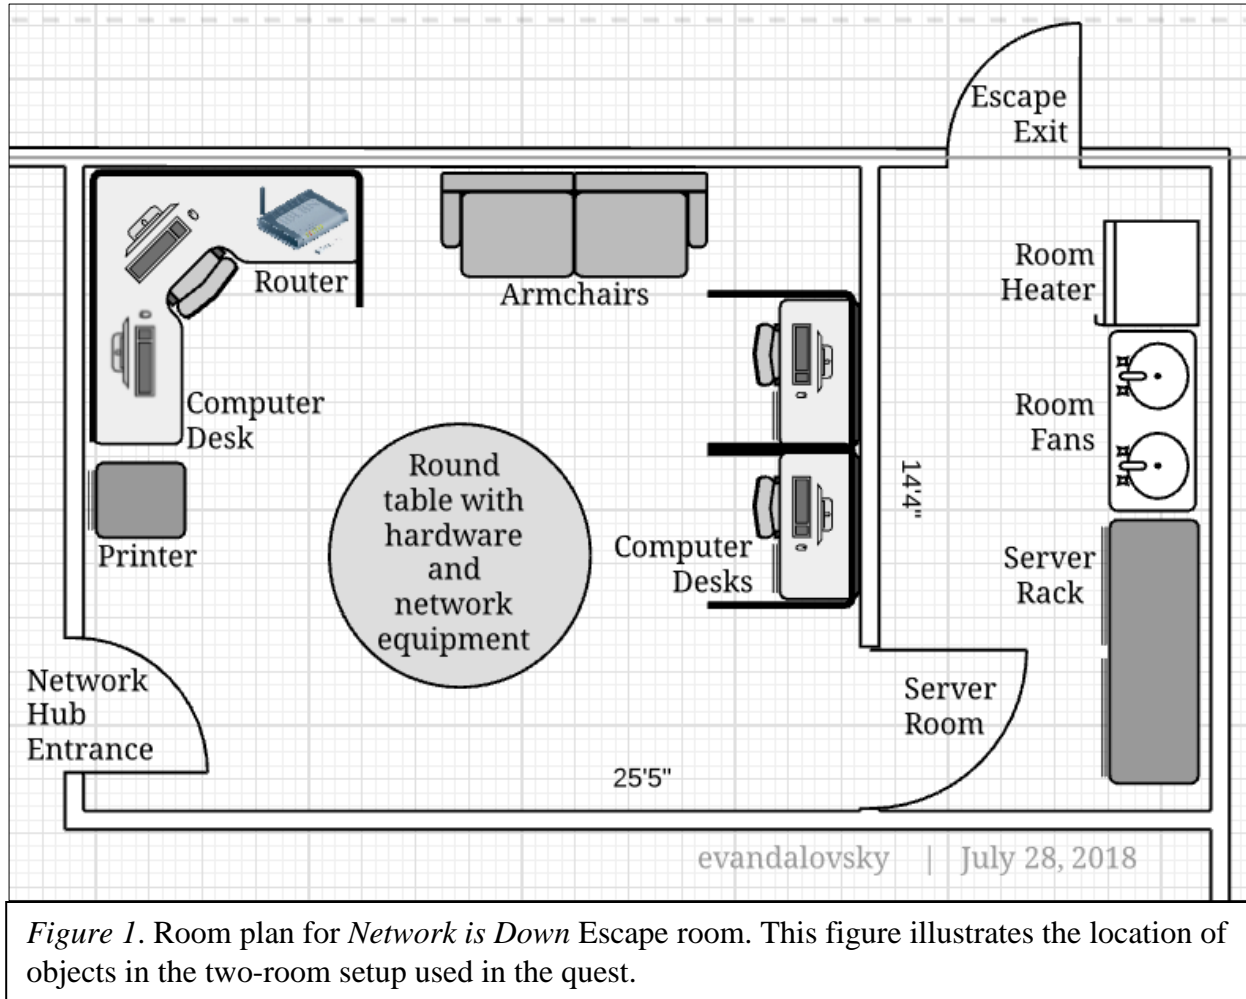 Escape
Exit
Router
Armchairs
Room
Heater
Computer
Desk
Room
Fans
Round
table with
hardware
and
network
equipment
14'4"
Printer
Computer
Desks
Server
Rack
Network
Hub
Entrance
Server
Room
25'5"
evandalovsky | July 28, 2018
Figure 1. Room plan for Network is Down Escape room. This figure illustrates the location of
objects in the two-room setup used in the quest.